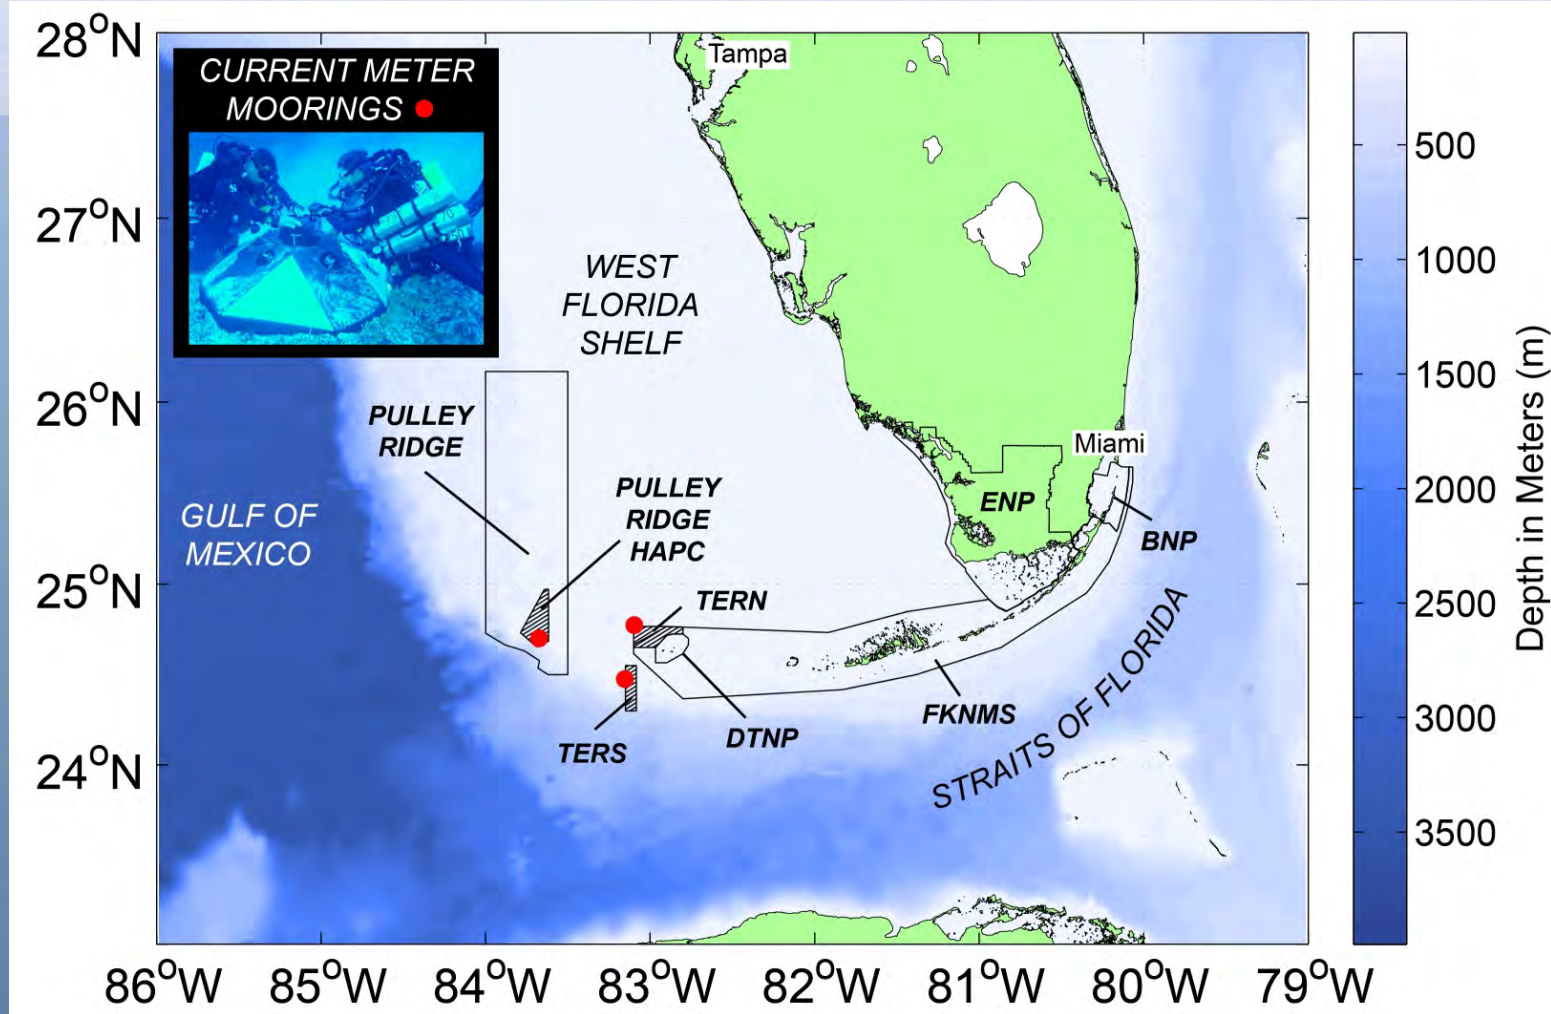 28°N
27°N
26°N
25°N
24°N
CURRENT METER
MOORINGS
Tampa
WEST
FLORIDA
SHELF
PULLEY
RIDGE
PULLEY
RIDGE
HAPC
GULF OF
MEXICO
Miami
ENP
BNP
TERN
TERS
DTNP
FKNMS
STRAITS OF FLORIDA
86°W
85°W
84°W
83°W
82°W
81°W
80°W
79°W
500
1000
1500
2000
2500
3000
3500
Depth in Meters (m)